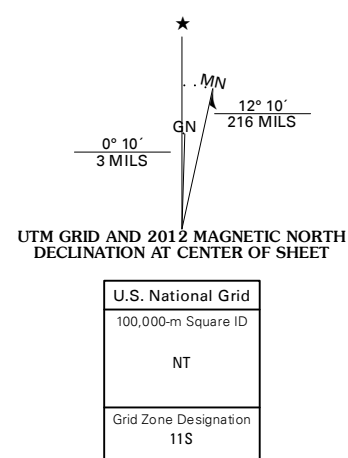 ★
MN
12° 10´
216 MILS
GN
0° 10´
3 MILS
UTM GRID AND 2012 MAGNETIC NORTH
DECLINATION AT CENTER OF SHEET
U.S. National Grid
100,000-m Square ID
NT
Grid Zone Designation
11S